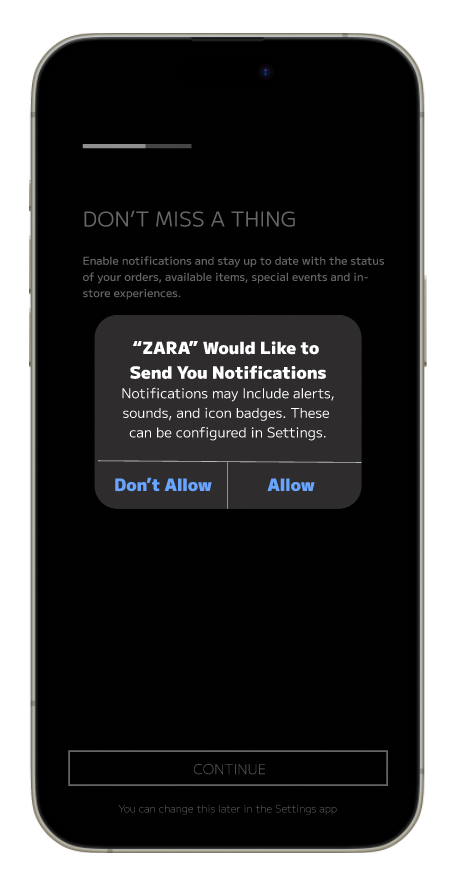 DON’T MISS A THING
Enable notifications and stay up to date with the status
of your orders, available items, special events and in-
store experiences.
“ZARA” Would Like to
Send You Notifications
Notifications may Include alerts,
sounds, and icon badges. These
can be configured in Settings.
Don’t Allow
Allow
CONTINUE
You can change this later in the Settings app